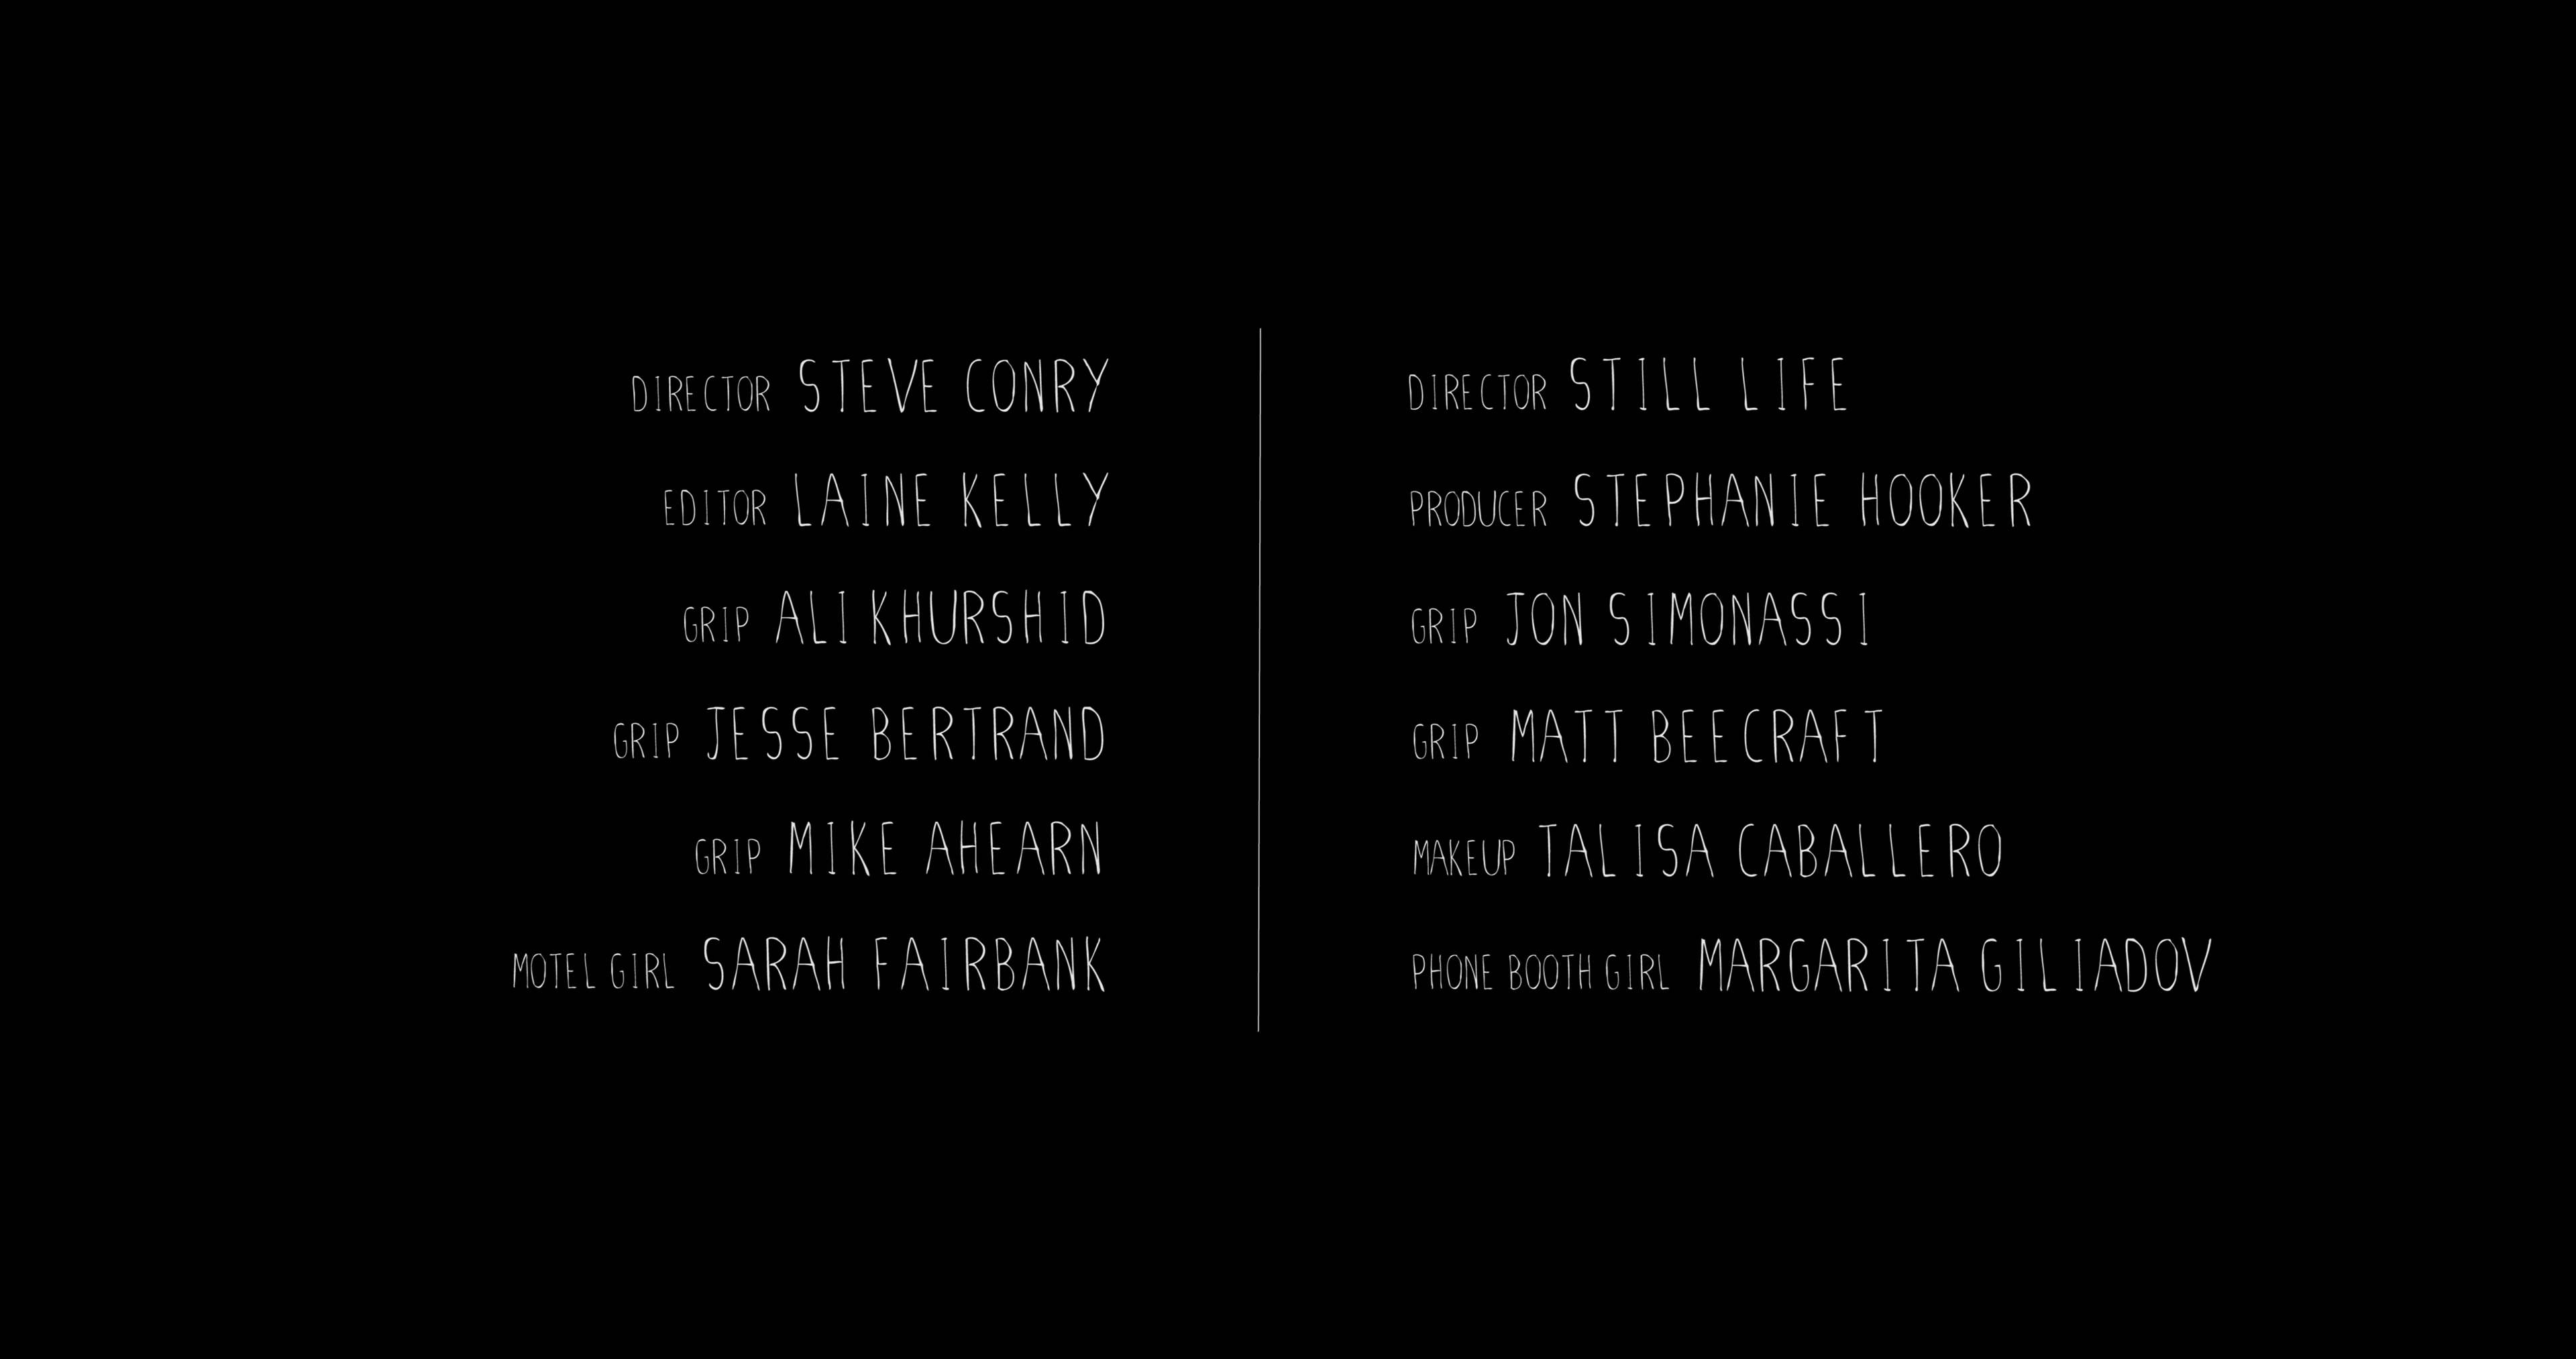 DIRECTOR STEVE CONRY
EDITOR LAINE KELLY
GRIP ALI KHURSHID
GRIP JESSE BERTRAND
GRIP MIKE AHEARN
MOTEL GIRL SARAH FAIRBANK
DIRECTOR STILL LIFE
PRODUCER STEPHANIE HOOKER
GRIP JON SIMONASSI
GRIP MATT BEECRAFT
MAKEUP TALISA CABALLERO
PHONE BOOTH GIRL MARGARITA GILIADOV